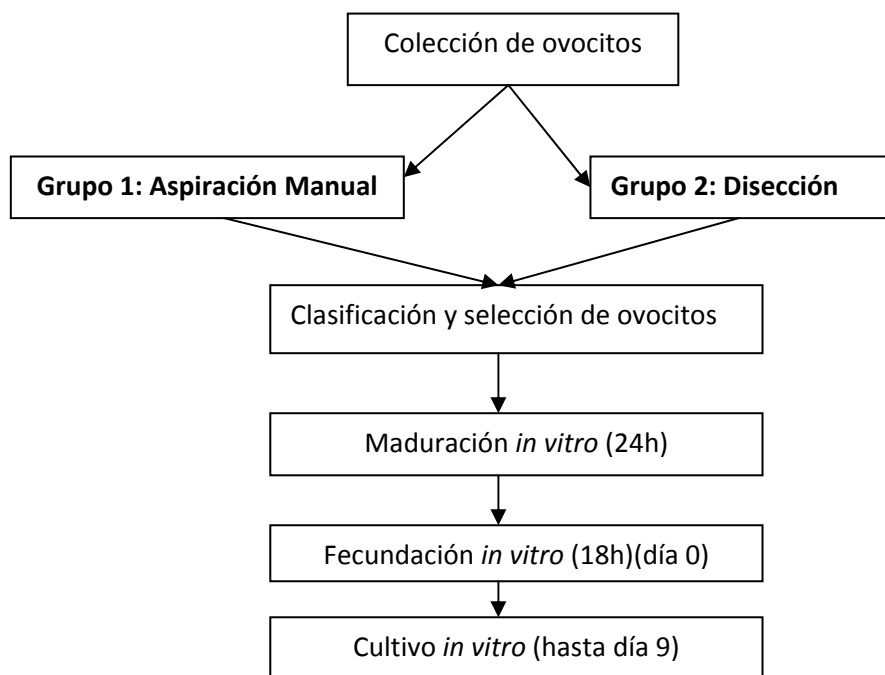 Colección de ovocitos
Grupo 1: Aspiración Manual
Grupo 2: Disección
Clasificación y selección de ovocitos
Maduración in vitro (24h)
Fecundación in vitro (18h)(día 0)
Cultivo in vitro (hasta día 9)